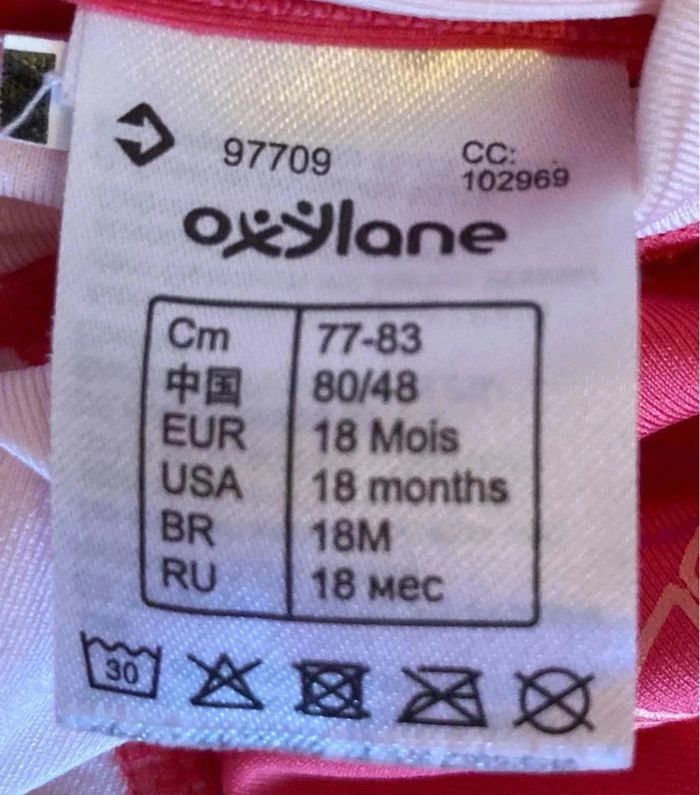 97709
CC:
102969
oxylane
Cm 77-83
中国 80/48
EUR 18 Mois
USA 18 months
BR 18M
RU 18 мес
30